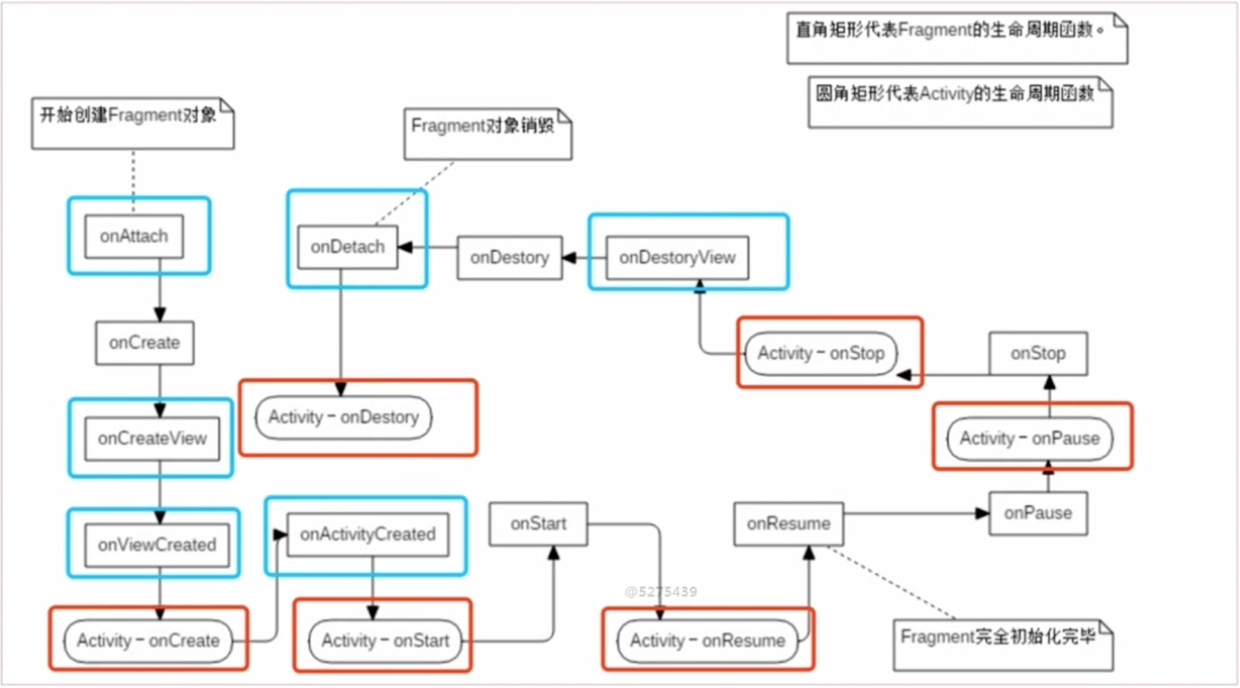 直角矩形代表Fragment的生命周期函数。
圆角矩形代表Activity的生命周期函数
开始创建Fragment对象
Fragment对象销毁
onAttach
onDetach
onDestory
onDestoryView
onCreate
Activity - onStop
onStop
Activity - onDestory
onCreateView
Activity - onPause
onViewCreated
onActivityCreated
onStart
onResume
onPause
@5275439
Activity - onCreate
Activity - onStart
Activity - onResume
Fragment完全初始化完毕